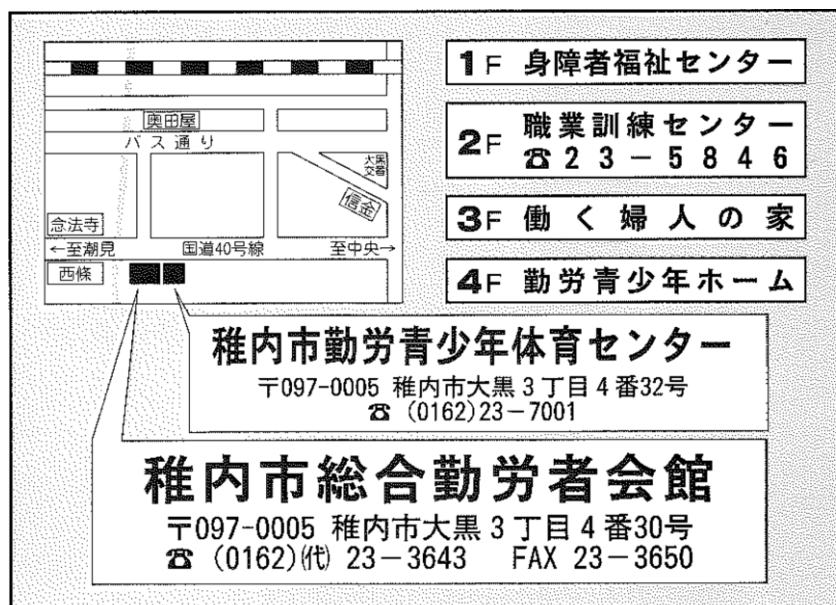 奥田屋
バス通り
大黒交番
信金
念法寺
←至潮見 国道40号線 至中央→
西條
1F 身障者福祉センター
2F 職業訓練センター
☎23－5846
3F 働く婦人の家
4F 勤労青少年ホーム
稚内市勤労青少年体育センター
〒097-0005 稚内市大黒3丁目4番32号
☎ (0162)23－7001
稚内市総合勤労者会館
〒097-0005 稚内市大黒3丁目4番30号
☎ (0162)㈹ 23－3643 FAX 23－3650